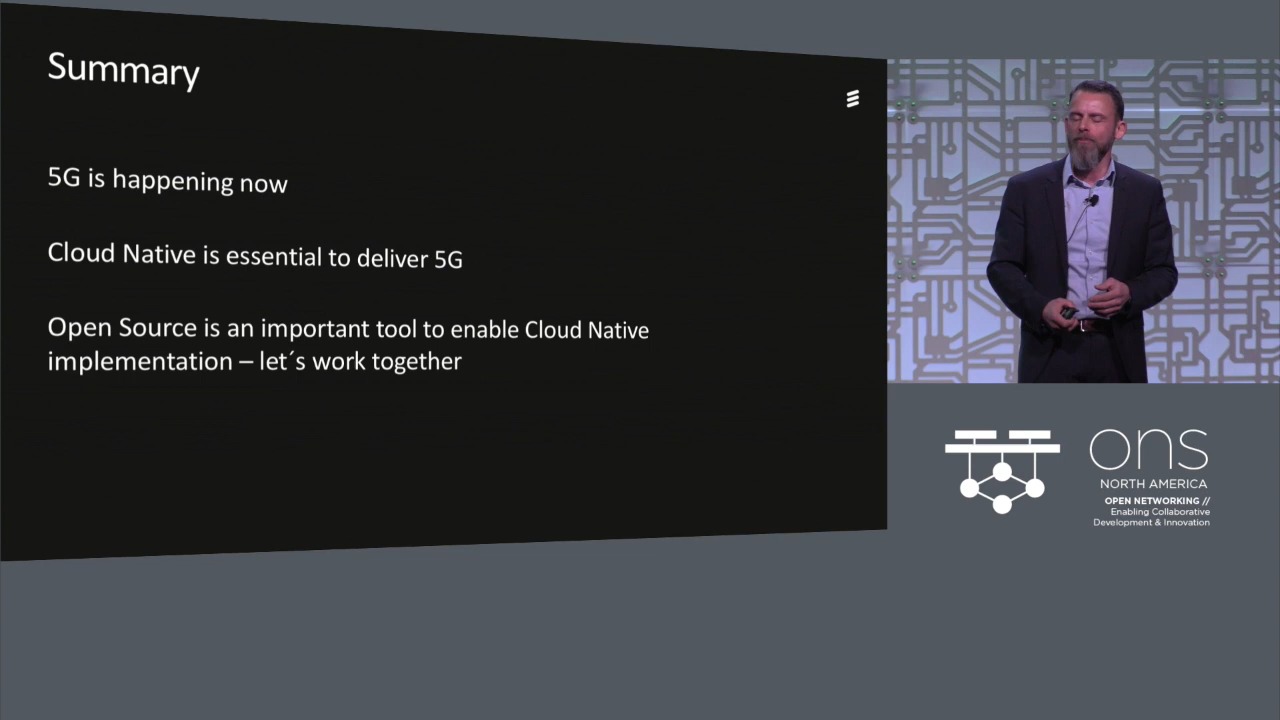 Summary
5G is happening now
Cloud Native is essential to deliver 5G
Open Source is an important tool to enable Cloud Native
implementation – let´s work together
ons
NORTH AMERICA
OPEN NETWORKING //
Enabling Collaborative
Development & Innovation